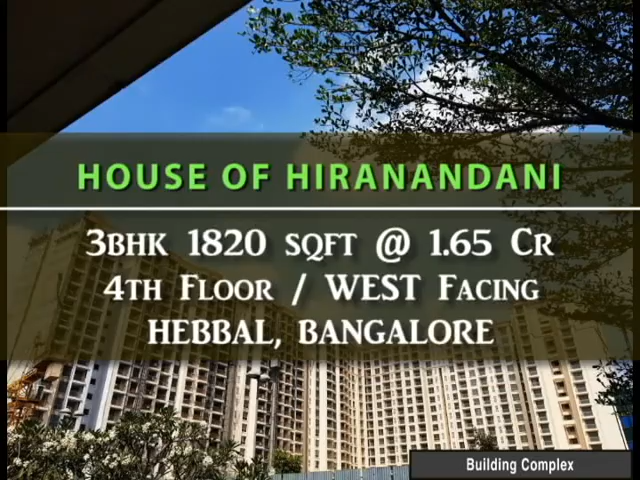 HOUSE OF HIRANANDANI
3BHK 1820 SQFT @ 1.65 CR
4TH FLOOR / WEST FACING
HEBBAL, BANGALORE
Building Complex